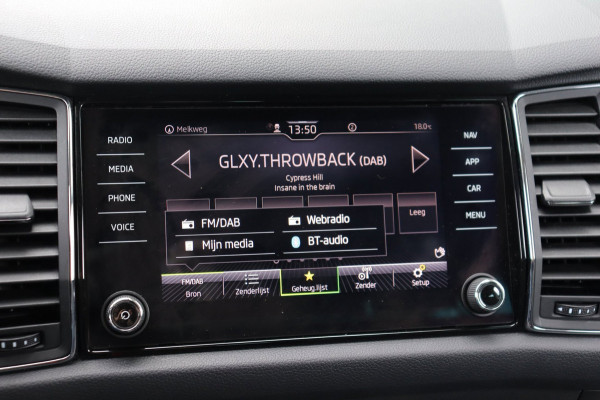 Melkweg 13:50 18.0°C
RADIO
MEDIA
PHONE
VOICE
GLXY.THROWBACK (DAB)
Cypress Hill
Insane in the brain
Leeg
FM/DAB Webradio
Mijn media BT-audio
FM/DAB
Bron
Zenderlijst
Geheug.lijst
Zender
Setup
NAV
APP
CAR
MENU